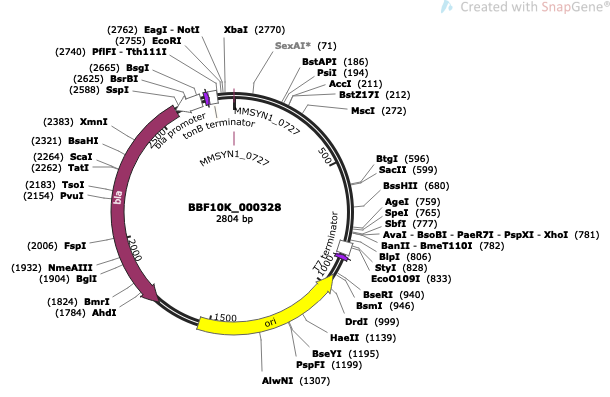 Created with SnapGene®
(2762) EagI - NotI
XbaI (2770)
(2755) EcoRI
(2740) PflFI - Tth111I
SexAI* (71)
(2665) BsgI
BstAPI (186)
(2625) BsrBI
PsiI (194)
(2588) SspI
AccI (211)
BstZ17I (212)
MscI (272)
(2383) XmnI
(2321) BsaHI
(2264) ScaI
(2262) TatI
(2183) TsoI
(2154) PvuI
(2006) FspI
(1932) NmeAIII
(1904) BglI
(1824) BmrI
(1784) AhdI
BtgI (596)
SacII (599)
BssHII (680)
AgeI (759)
SpeI (765)
SbfI (777)
AvaI - BsoBI - PaeR7I - PspXI - XhoI (781)
BanII - BmeT110I (782)
BlpI (806)
StyI (828)
EcoO109I (833)
BseRI (940)
BsmI (946)
DrdI (999)
HaeII (1139)
BseYI (1195)
PspFI (1199)
AlwNI (1307)
MMSYN1_0727
bla promoter
tonB terminator
MMSYN1_0727
500
1000
1500
2000
2500
bla
T7 terminator
ori
BBF10K_000328
2804 bp